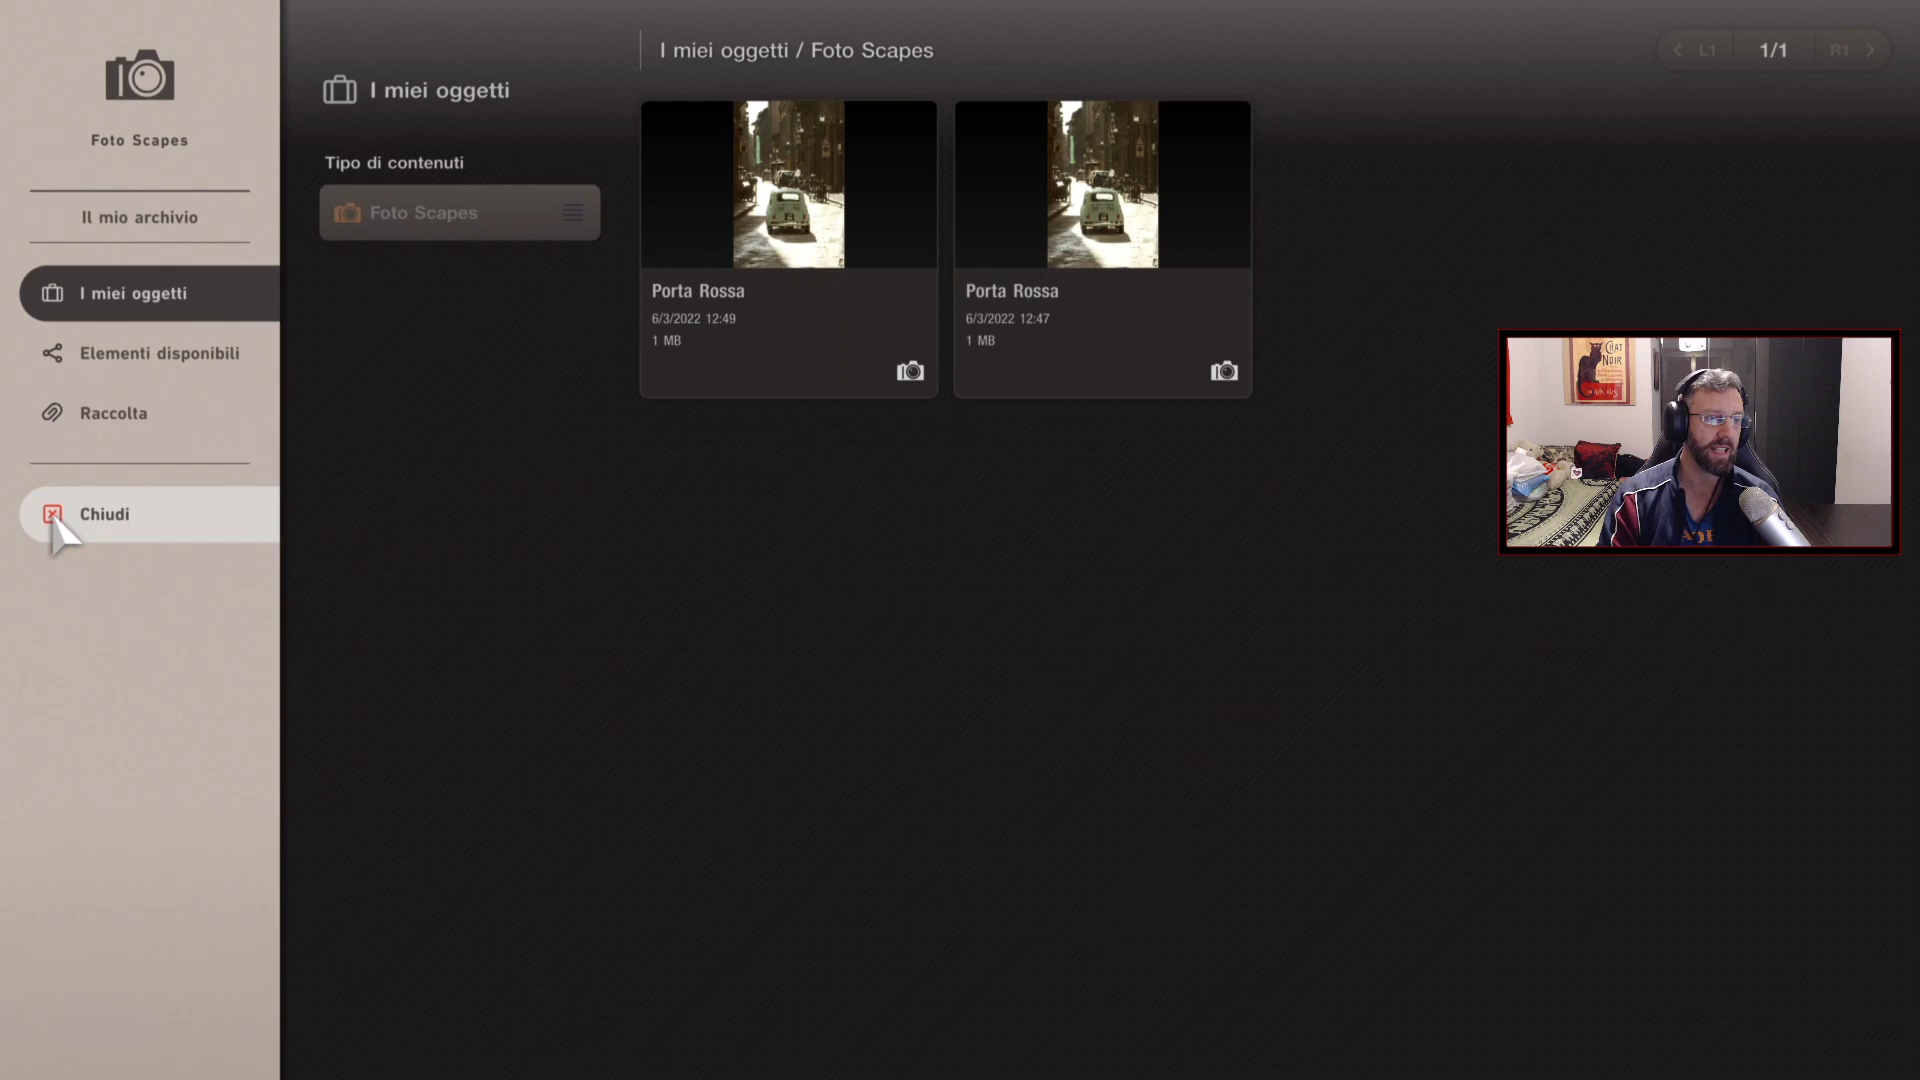 Foto Scapes
Il mio archivio
I miei oggetti
Elementi disponibili
Raccolta
Chiudi
I miei oggetti
Tipo di contenuti
Foto Scapes
I miei oggetti / Foto Scapes
L1 1/1 R1
Porta Rossa
6/3/2022 12:49
1 MB
Porta Rossa
6/3/2022 12:47
1 MB
CHAT
NOIR